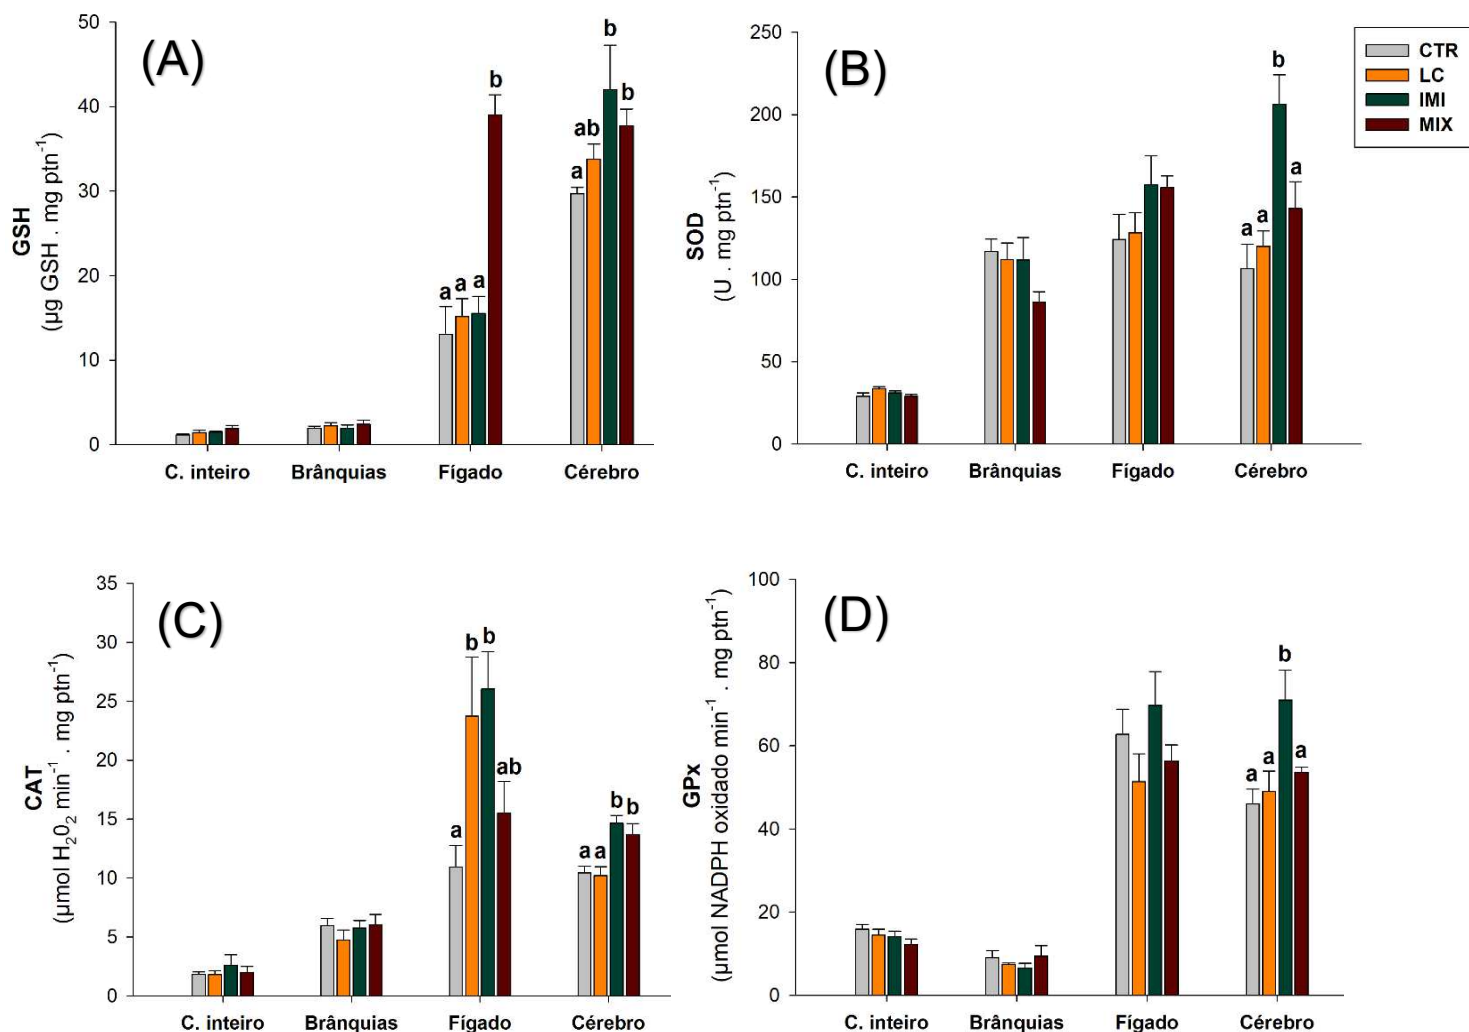 (A)
GSH
(µg GSH . mg ptn⁻¹)
50
40
30
20
10
0
a
a
a
b
a
ab
b
b
C. inteiro
Brânquias
Fígado
Cérebro
(B)
SOD
(U . mg ptn⁻¹)
250
200
150
100
50
0
a
a
b
a
C. inteiro
Brânquias
Fígado
Cérebro
CTR
LC
IMI
MIX
(C)
CAT
(µmol H₂0₂ min⁻¹ . mg ptn⁻¹)
35
30
25
20
15
10
5
0
a
b
b
ab
a
a
b
b
C. inteiro
Brânquias
Fígado
Cérebro
(D)
GPx
(µmol NADPH oxidado min⁻¹ . mg ptn⁻¹)
100
80
60
40
20
0
a
a
b
a
C. inteiro
Brânquias
Fígado
Cérebro